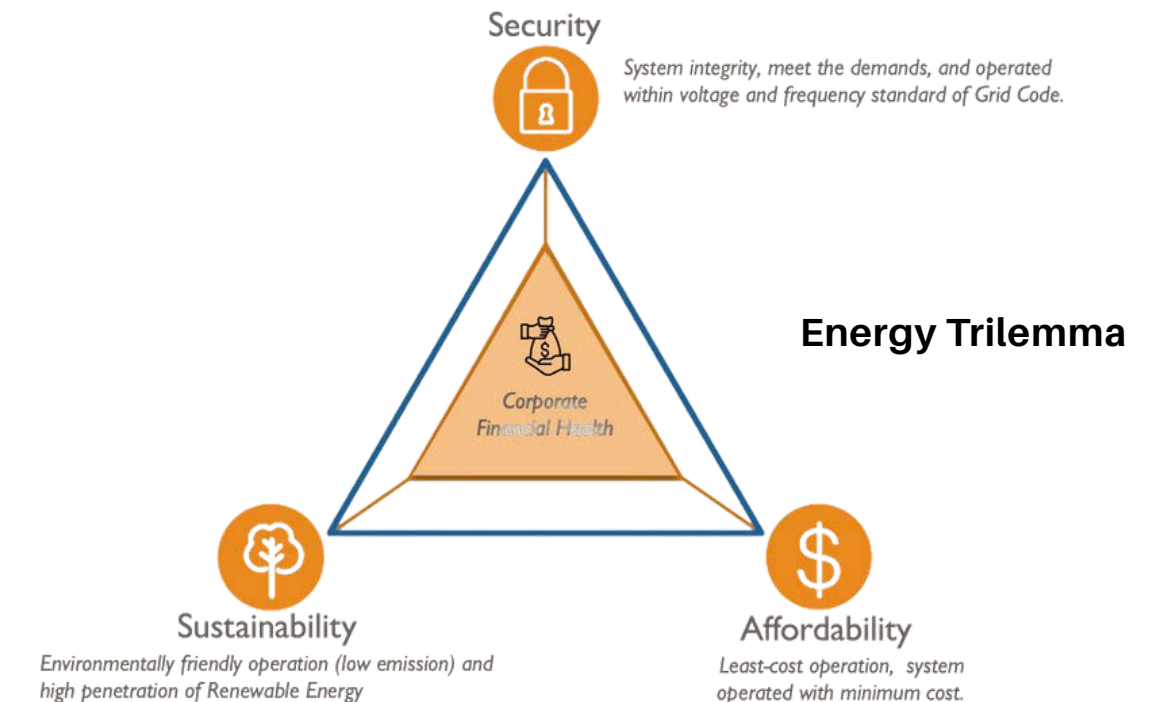 Security
System integrity, meet the demands, and operated
within voltage and frequency standard of Grid Code.
Energy Trilemma
$
Corporate
Financial Health
$
Sustainability
Environmentally friendly operation (low emission) and
high penetration of Renewable Energy
Affordability
Least-cost operation, system
operated with minimum cost.